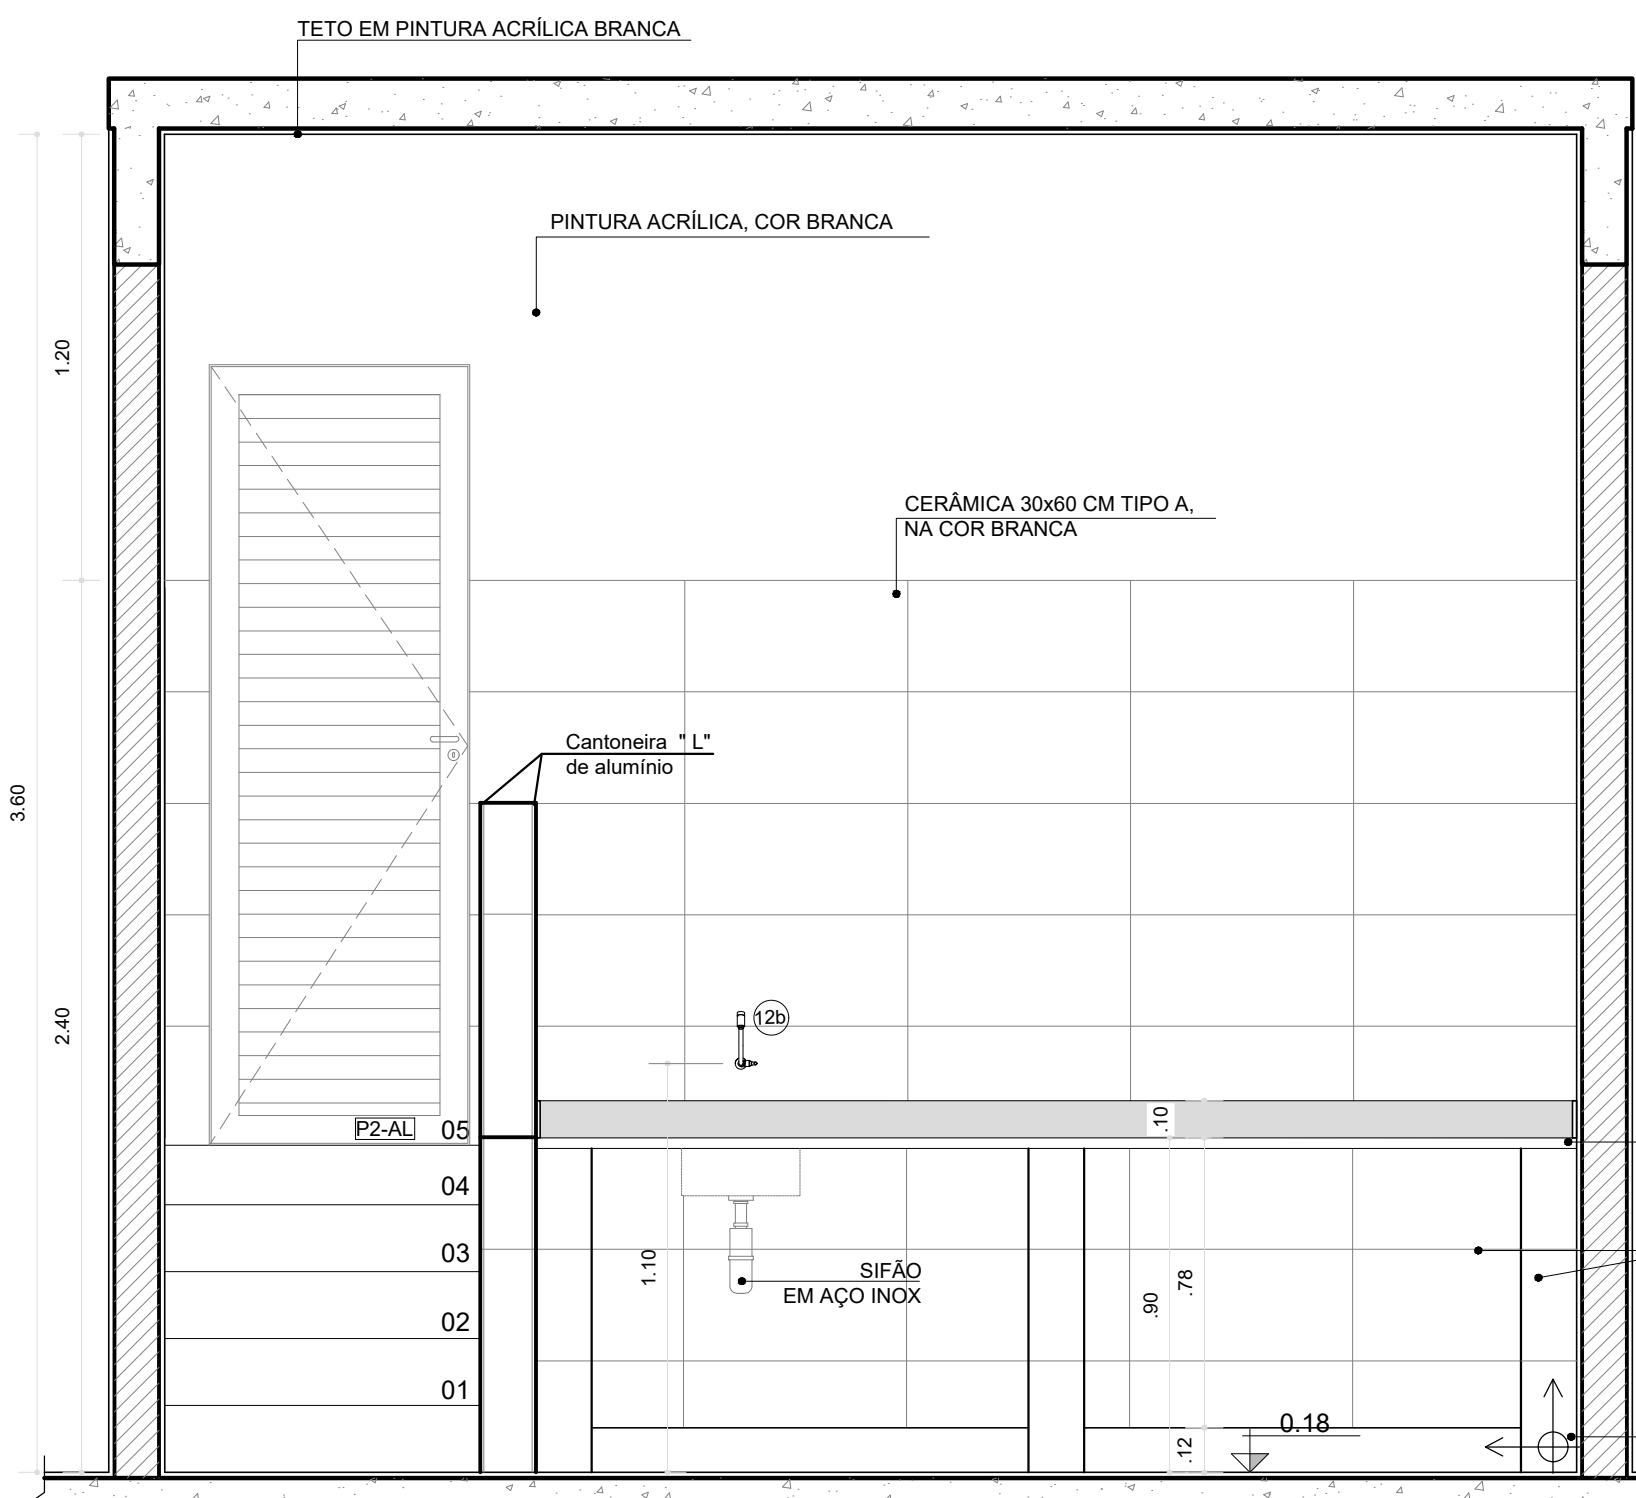 TETO EM PINTURA ACRÍLICA BRANCA
PINTURA ACRÍLICA, COR BRANCA
1.20
CERÂMICA 30x60 CM TIPO A,
NA COR BRANCA
Cantoneira "L"
de alumínio
3.60
2.40
12b
P2-AL
05
.10
04
03
1.10
SIFÃO
EM AÇO INOX
.78
.90
02
01
0.18
.12